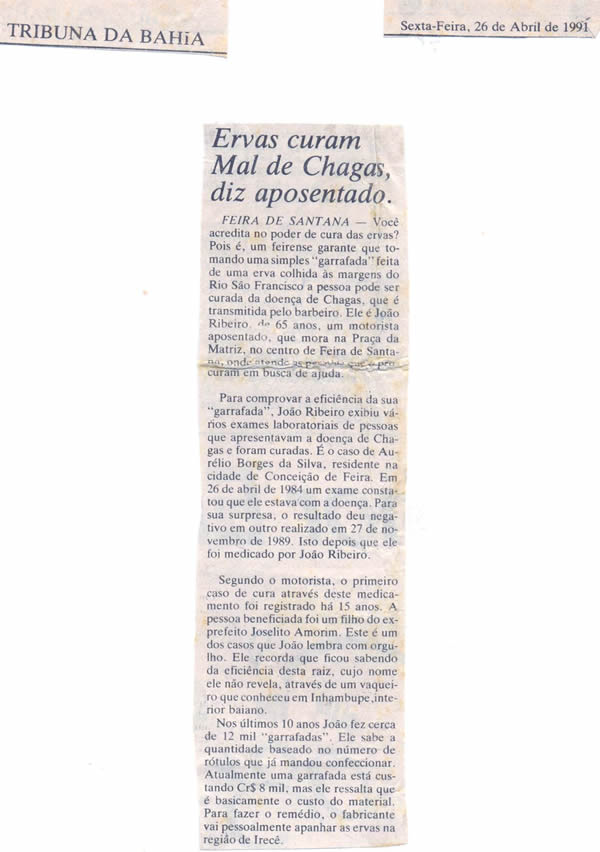 TRIBUNA DA BAHiA
Sexta-Feira, 26 de Abril de 1991
Ervas curam
Mal de Chagas,
diz aposentado.
FEIRA DE SANTANA — Você
acredita no poder de cura das ervas?
Pois é, um feirense garante que to-
mando uma simples "garrafada" feita
de uma erva colhida às margens do
Rio São Francisco a pessoa pode ser
curada da doença de Chagas, que é
transmitida pelo barbeiro. Ele é João
Ribeiro, de 65 anos, um motorista
aposentado, que mora na Praça da
Matriz, no centro de Feira de Santa-
na, onde atende as pessoas que o pro-
curam em busca de ajuda.
Para comprovar a eficiência da sua
"garrafada", João Ribeiro exibiu vá-
rios exames laboratoriais de pessoas
que apresentavam a doença de Cha-
gas e foram curadas. É o caso de Au-
rélio Borges da Silva, residente na
cidade de Conceição de Feira. Em
26 de abril de 1984 um exame consta-
tou que ele estava com a doença. Para
sua surpresa, o resultado deu nega-
tivo em outro realizado em 27 de no-
vembro de 1989. Isto depois que ele
foi medicado por João Ribeiro.
Segundo o motorista, o primeiro
caso de cura através deste medica-
mento foi registrado há 15 anos. A
pessoa beneficiada foi um filho do ex-
prefeito Joselito Amorim. Este é um
dos casos que João lembra com orgu-
lho. Ele recorda que ficou sabendo
da eficiência desta raiz, cujo nome
ele não revela, através de um vaquei-
ro que conheceu em Inhambupe,inte-
rior baiano.
Nos últimos 10 anos João fez cerca
de 12 mil "garrafadas". Ele sabe a
quantidade baseado no número de
rótulos que já mandou confeccionar.
Atualmente uma garrafada está cus-
tando Cr$ 8 mil, mas ele ressalta que
é basicamente o custo do material.
Para fazer o remédio, o fabricante
vai pessoalmente apanhar as ervas na
região de Irecê.